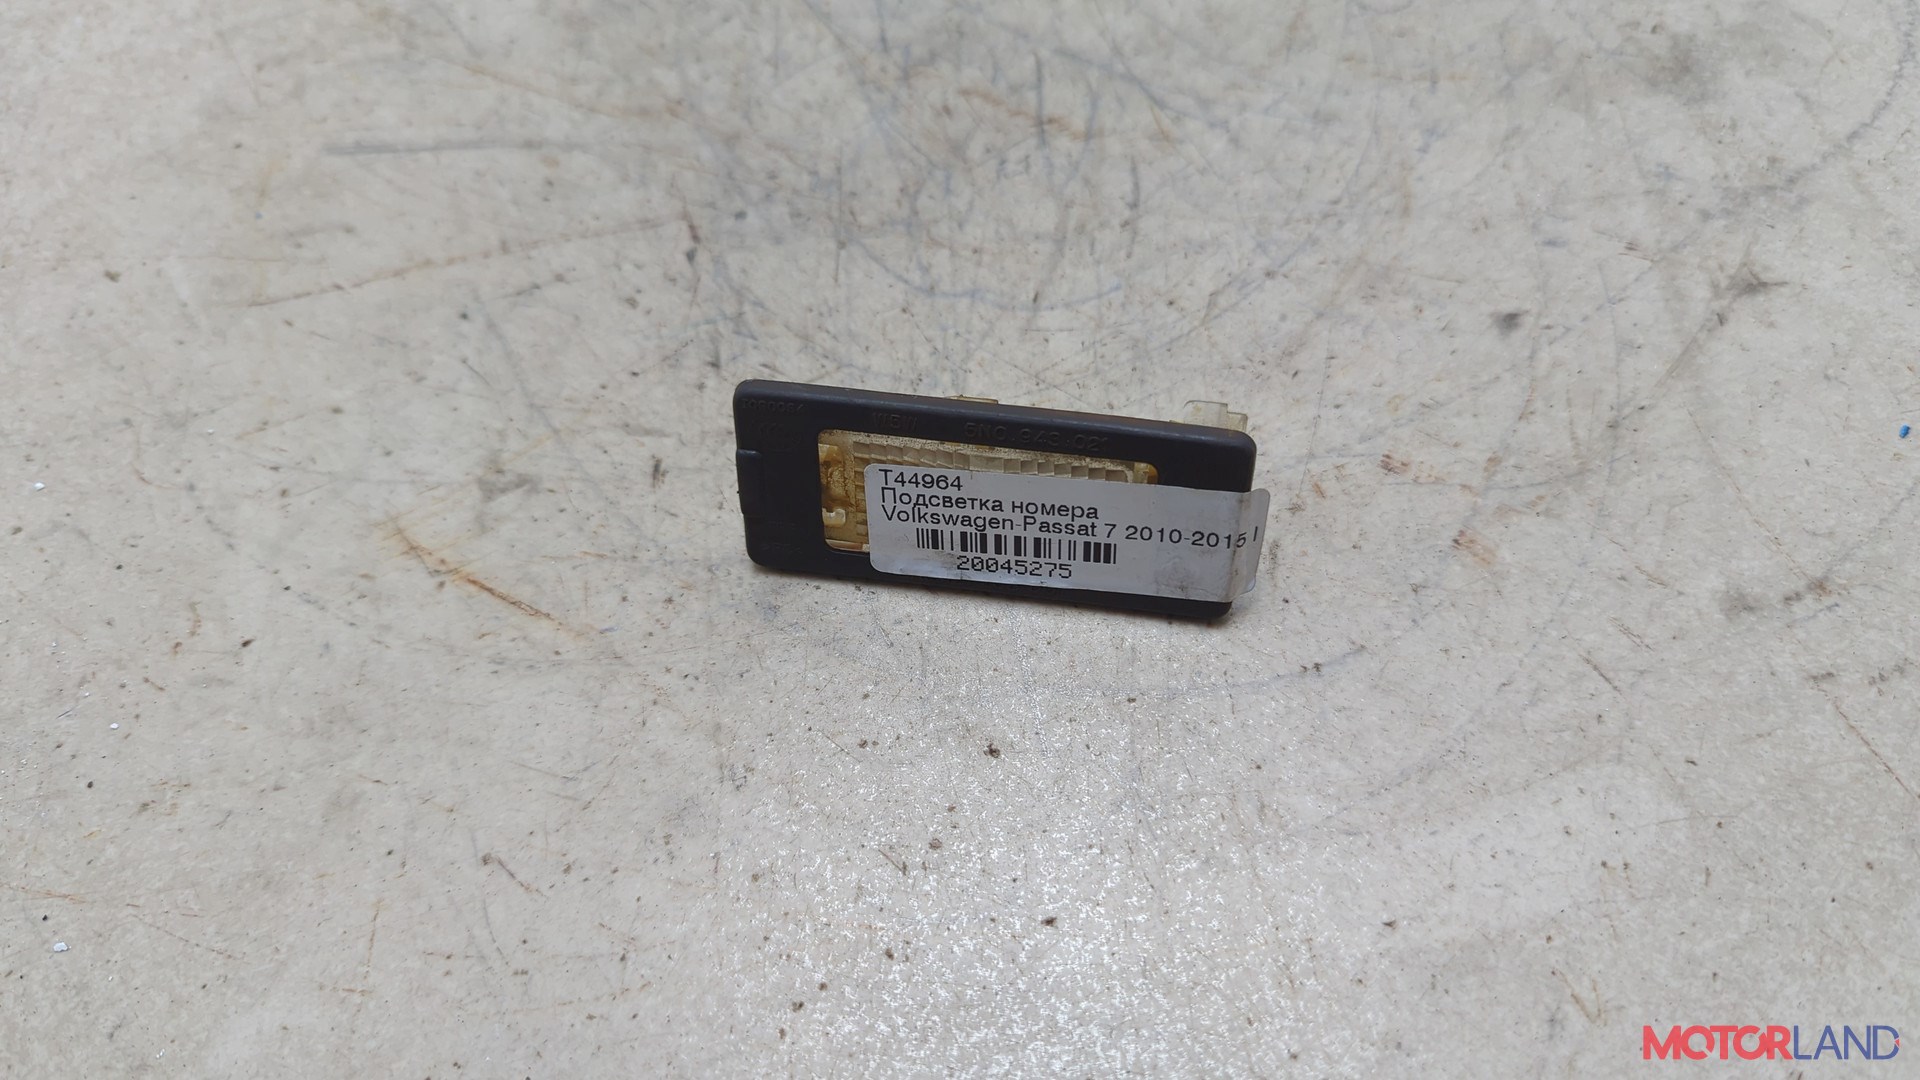 5N0.943.021
T44964
Подсветка номера
Volkswagen-Passat 7 2010-2015 I
20045275
MOTORLAND